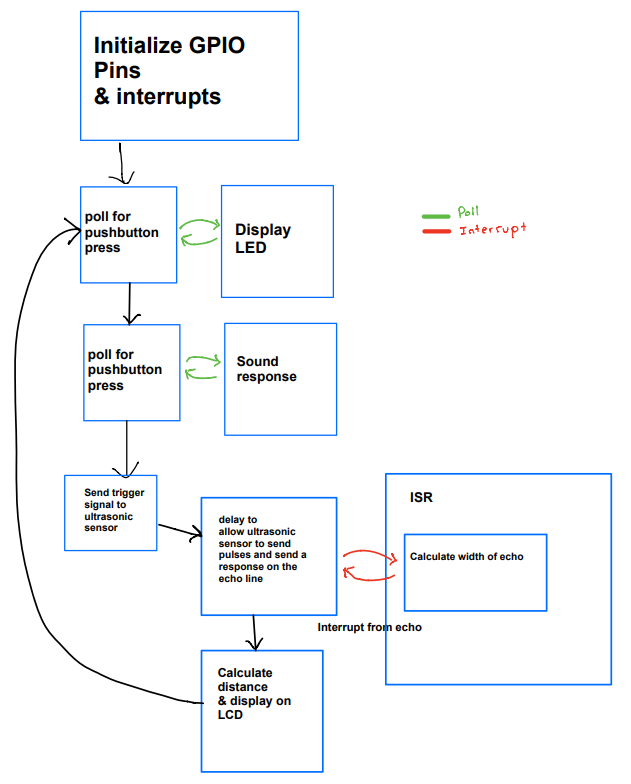 Initialize GPIO
Pins
& interrupts
poll for
pushbutton
press
Display
LED
Poll
Interrupt
poll for
pushbutton
press
Sound
response
Send trigger
signal to
ultrasonic
sensor
delay to
allow ultrasonic
sensor to send
pulses and send a
response on the
echo line
ISR
Calculate width of echo
Interrupt from echo
Calculate
distance
& display on
LCD